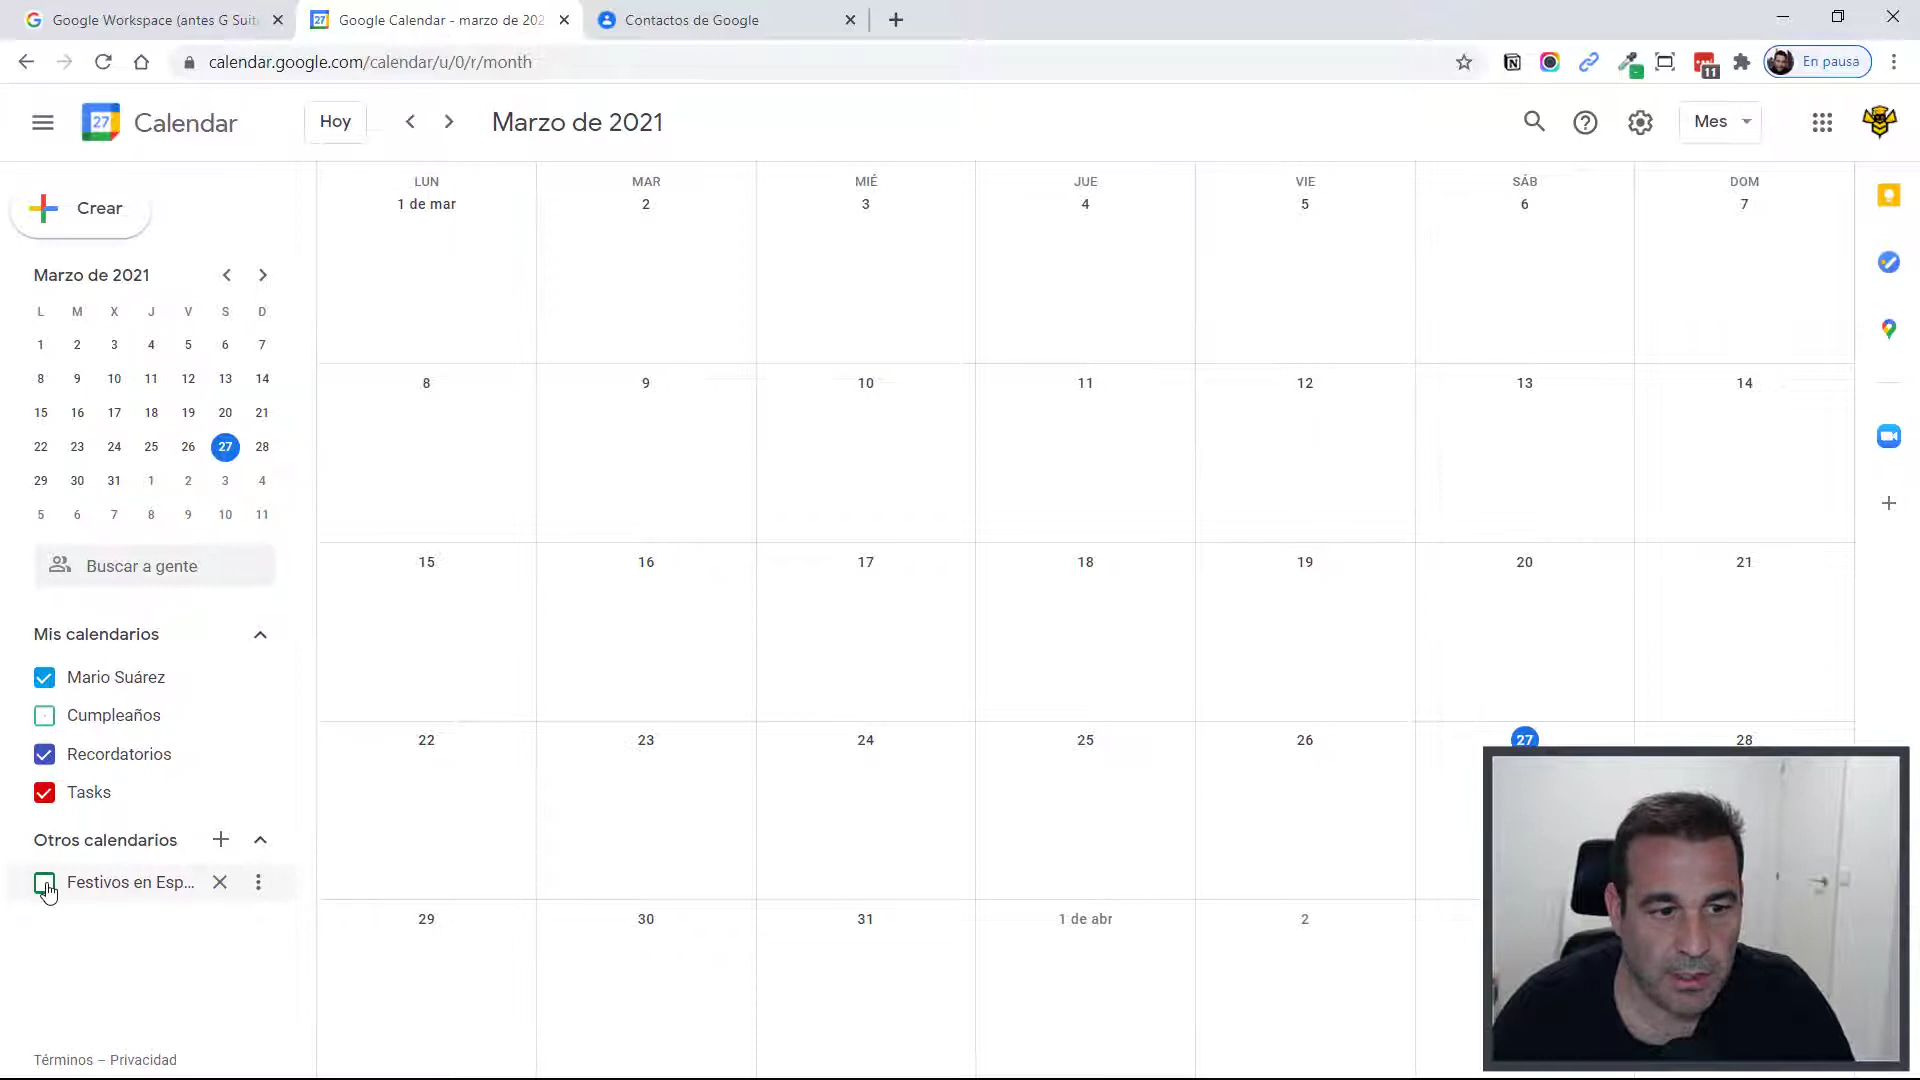 Google Workspace (antes G Suit
Google Calendar - marzo de 202
Contactos de Google
calendar.google.com/calendar/u/0/r/month
11
En pausa
27
Calendar
Hoy
Marzo de 2021
Mes
Crear
Marzo de 2021
L M X J V S D
1 2 3 4 5 6 7
8 9 10 11 12 13 14
15 16 17 18 19 20 21
22 23 24 25 26 27 28
29 30 31 1 2 3 4
5 6 7 8 9 10 11
Buscar a gente
Mis calendarios
Mario Suárez
Cumpleaños
Recordatorios
Tasks
Otros calendarios
Festivos en Esp...
Términos – Privacidad
LUN MAR MIÉ JUE VIE SÁB DOM
1 de mar 2 3 4 5 6 7
8 9 10 11 12 13 14
15 16 17 18 19 20 21
22 23 24 25 26 27 28
29 30 31 1 de abr 2